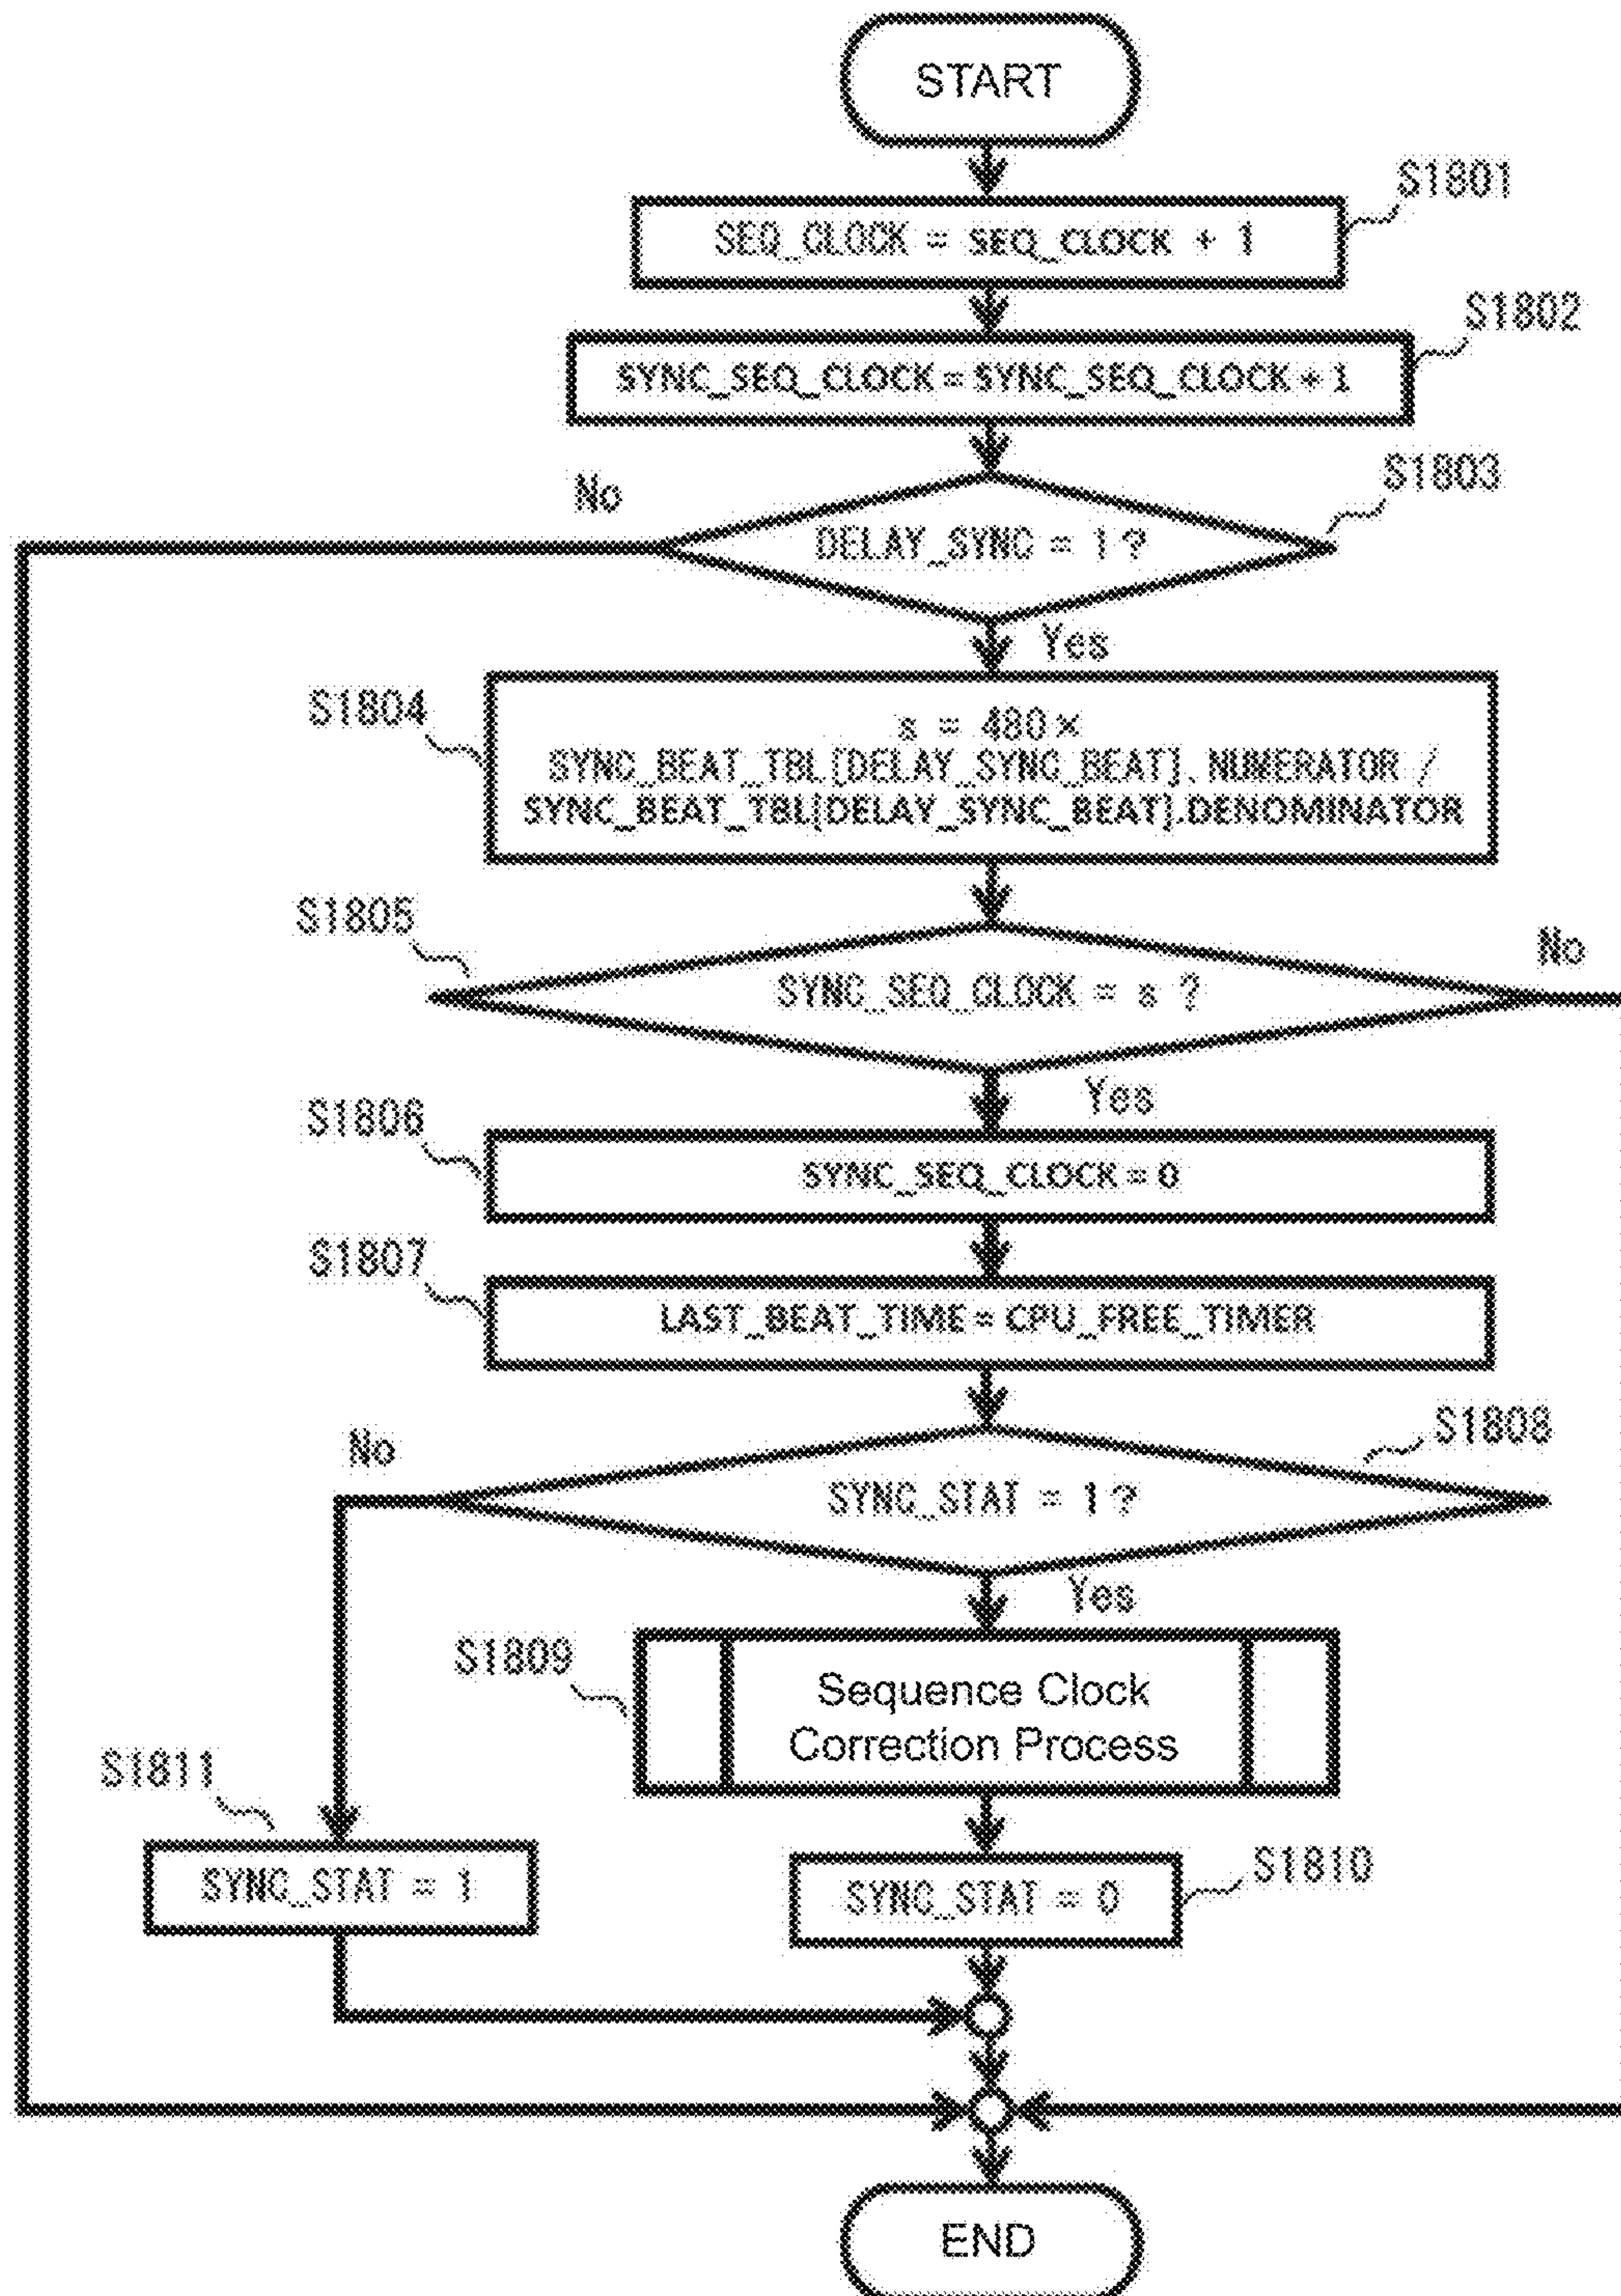 START
S1801
SEQ_CLOCK = SEQ_CLOCK + 1
S1802
SYNC_SEQ_CLOCK = SYNC_SEQ_CLOCK + 1
S1803
No
DELAY_SYNC = 1 ?
Yes
S1804
s = 480 ×
SYNC_BEAT_TBL[DELAY_SYNC_BEAT]. NUMERATOR /
SYNC_BEAT_TBL[DELAY_SYNC_BEAT].DENOMINATOR
S1805
No
SYNC_SEQ_CLOCK = s ?
Yes
S1806
SYNC_SEQ_CLOCK = 0
S1807
LAST_BEAT_TIME = CPU_FREE_TIMER
S1808
No
SYNC_STAT = 1 ?
Yes
S1809
Sequence Clock
Correction Process
S1811
SYNC_STAT = 1
S1810
SYNC_STAT = 0
END